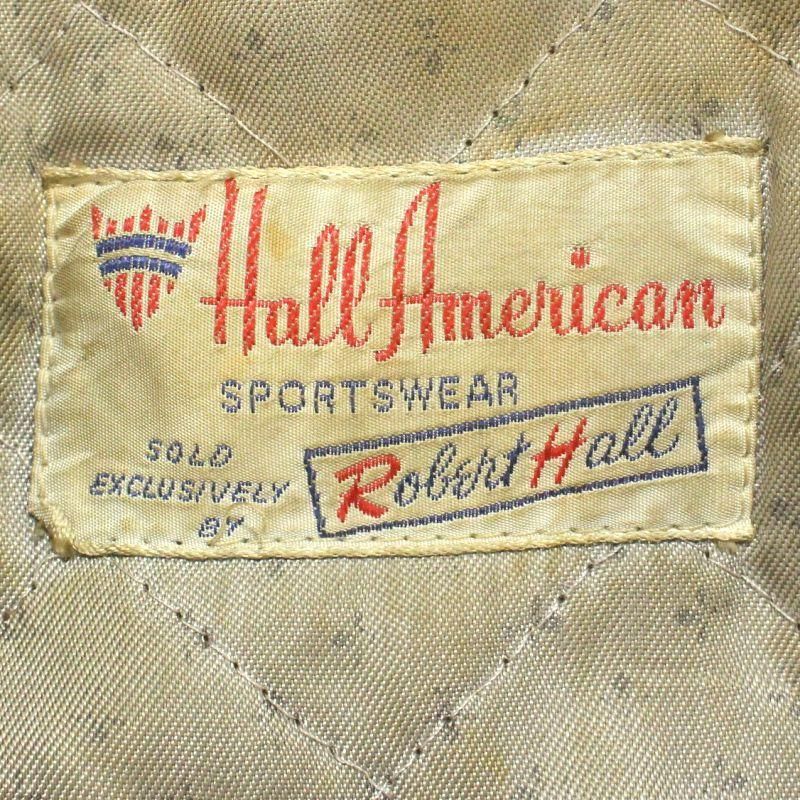 Hall American
SPORTSWEAR
SOLD
EXCLUSIVELY
BY
Robert Hall